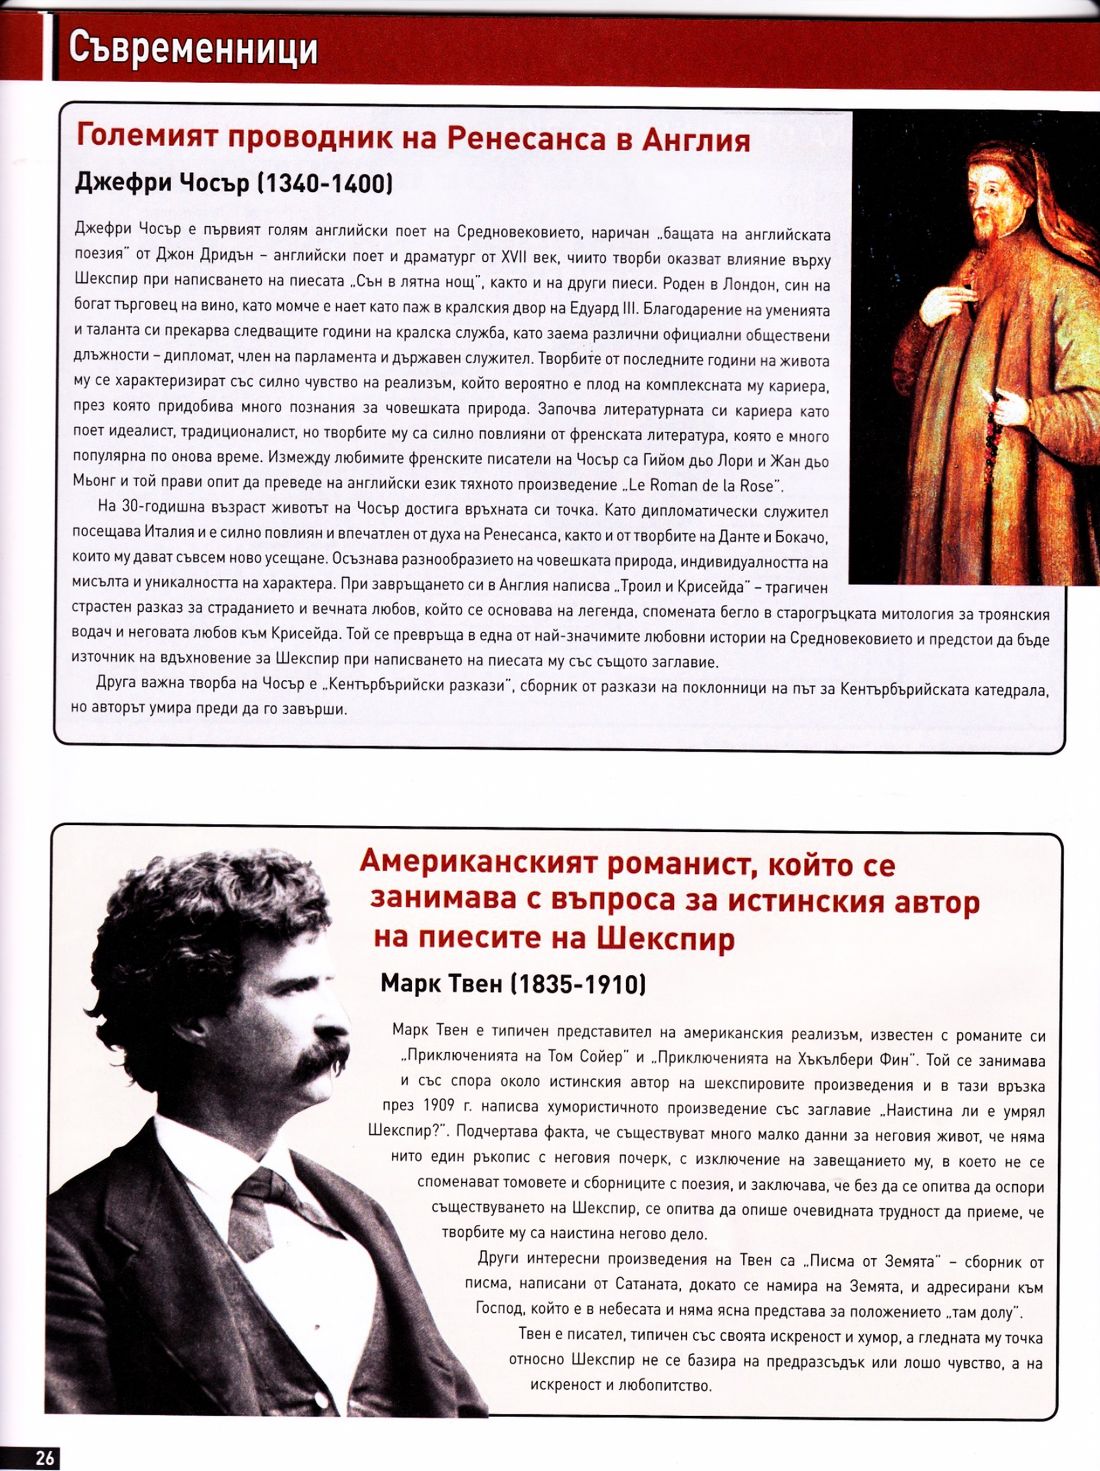 Съвременници
Големият проводник на Ренесанса в Англия
Джефри Чосър (1340-1400)
Джефри Чосър е първият голям английски поет на Средновековието, наричан „бащата на английската
поезия” от Джон Дридън – английски поет и драматург от XVII век, чиито творби оказват влияние върху
Шекспир при написването на пиесата „Сън в лятна нощ”, както и на други пиеси. Роден в Лондон, син на
богат търговец на вино, като момче е нает като паж в кралския двор на Едуард III. Благодарение на уменията
и таланта си прекарва следващите години на кралска служба, като заема различни официални обществени
длъжности – дипломат, член на парламента и държавен служител. Творбите от последните години на живота
му се характеризират със силно чувство на реализъм, който вероятно е плод на комплексната му кариера,
през която придобива много познания за човешката природа. Започва литературната си кариера като
поет идеалист, традиционалист, но творбите му са силно повлияни от френската литература, която е много
популярна по онова време. Измежду любимите френски писатели на Чосър са Гийом дьо Лори и Жан дьо
Мьонг и той прави опит да преведе на английски език тяхното произведение „Le Roman de la Rose”.
На 30-годишна възраст животът на Чосър достига връхната си точка. Като дипломатически служител
посещава Италия и е силно повлиян и впечатлен от духа на Ренесанса, както и от творбите на Данте и Бокачо,
които му дават съвсем ново усещане. Осъзнава разнообразието на човешката природа, индивидуалността на
мисълта и уникалността на характера. При завръщането си в Англия написва „Троил и Крисейда” – трагичен
страстен разказ за страданието и вечната любов, който се основава на легенда, спомената бегло в старогръцката митология за троянския
водач и неговата любов към Крисейда. Той се превръща в една от най-значимите любовни истории на Средновековието и предстои да бъде
източник на вдъхновение за Шекспир при написването на пиесата му със същото заглавие.
Друга важна творба на Чосър е „Кентърбърийски разкази”, сборник от разкази на поклонници на път за Кентърбърийската катедрала,
но авторът умира преди да го завърши.
Американският романист, който се
занимава с въпроса за истинския автор
на пиесите на Шекспир
Марк Твен (1835-1910)
Марк Твен е типичен представител на американския реализъм, известен с романите си
„Приключенията на Том Сойер” и „Приключенията на Хъкълбери Фин”. Той се занимава
и със спора около истинския автор на шекспировите произведения и в тази връзка
през 1909 г. написва хумористичното произведение със заглавие „Наистина ли е умрял
Шекспир?”. Подчертава факта, че съществуват много малко данни за неговия живот, че няма
нито един ръкопис с неговия почерк, с изключение на завещанието му, в което не се
споменават томовете и сборниците с поезия, и заключава, че без да се опитва да оспори
съществуването на Шекспир, се опитва да опише очевидната трудност да приеме, че
творбите му са наистина негово дело.
Други интересни произведения на Твен са „Писма от Земята” – сборник от
писма, написани от Сатаната, докато се намира на Земята, и адресирани към
Господ, който е в небесата и няма ясна представа за положението „там долу”.
Твен е писател, типичен със своята искреност и хумор, а гледната му точка
относно Шекспир не се базира на предразсъдък или лошо чувство, а на
искреност и любопитство.
26